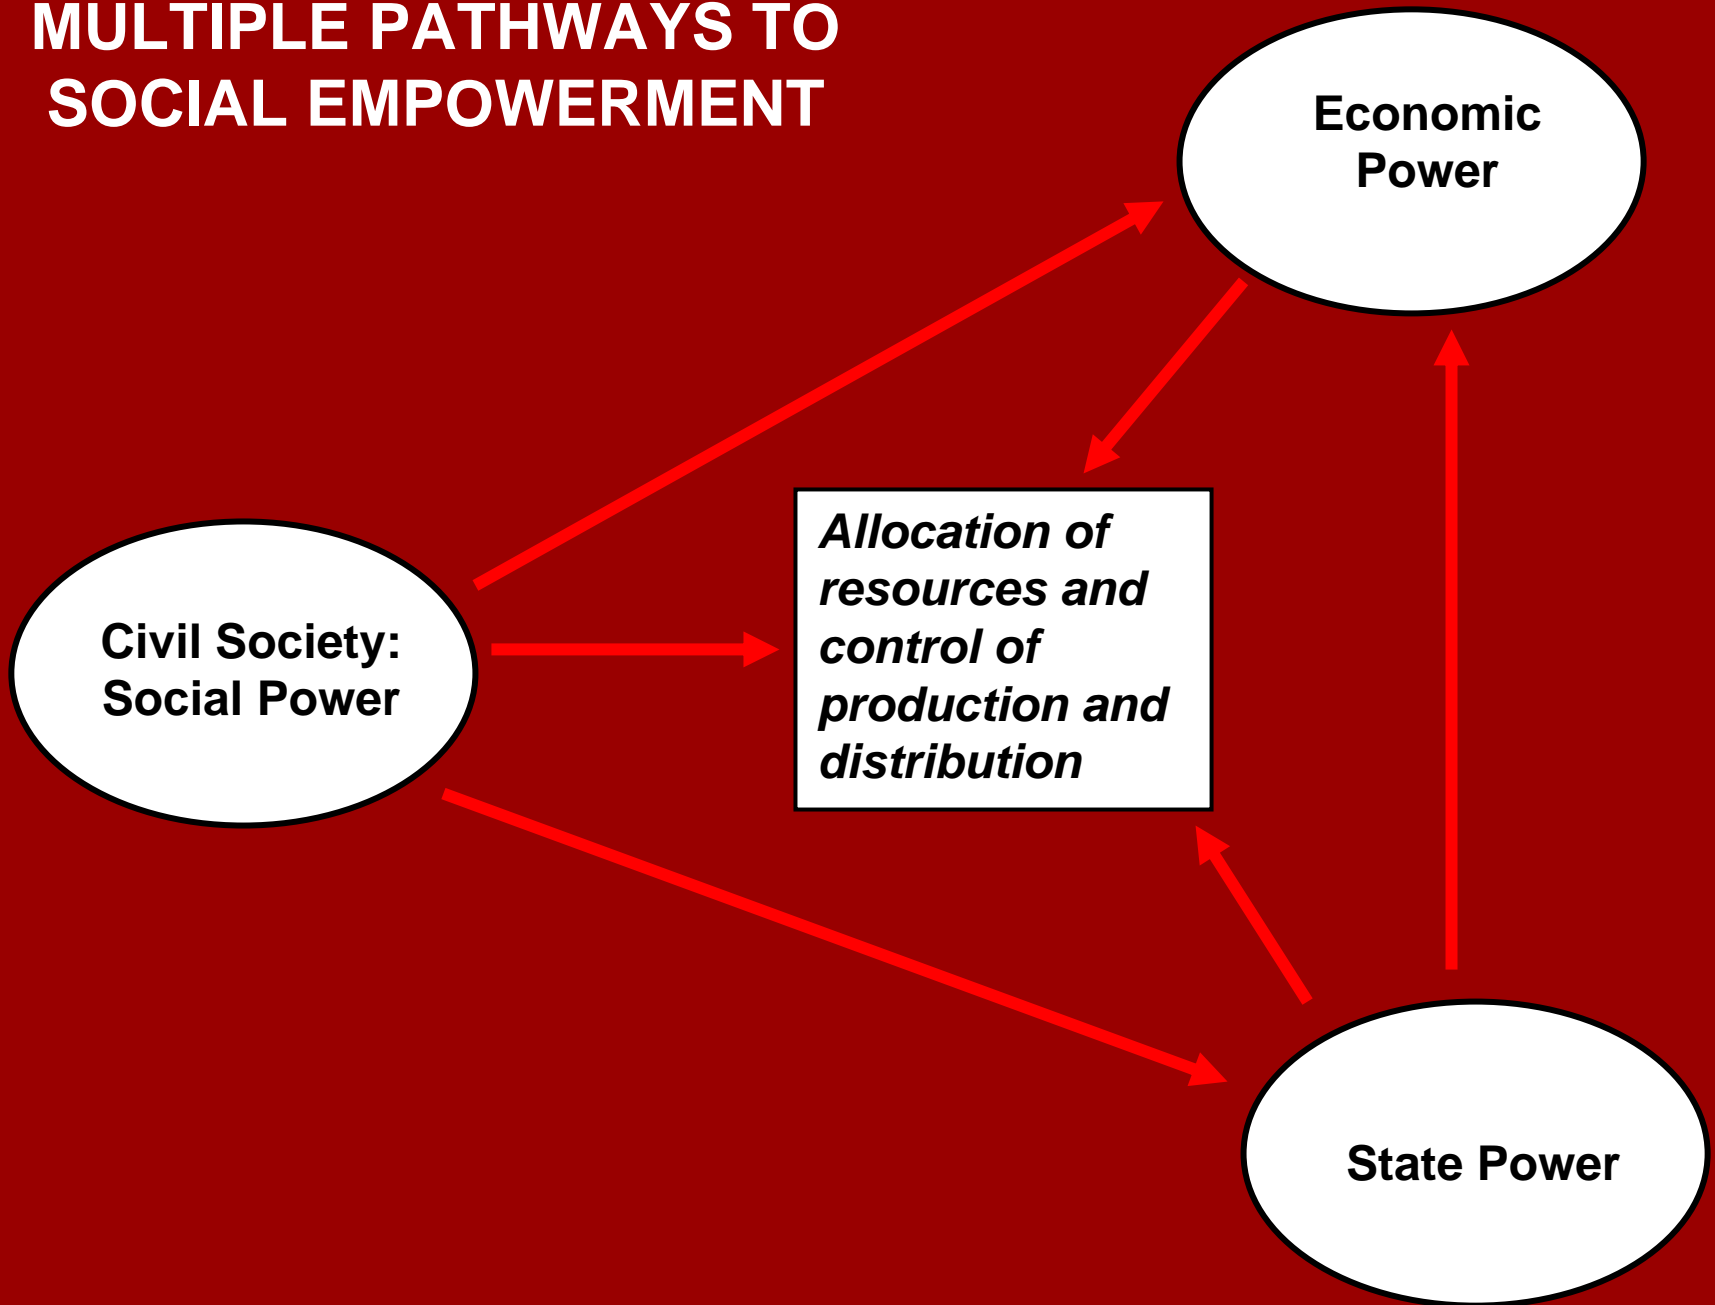 MULTIPLE PATHWAYS TO
SOCIAL EMPOWERMENT
Economic
Power
Allocation of
resources and
control of
production and
distribution
Civil Society:
Social Power
State Power